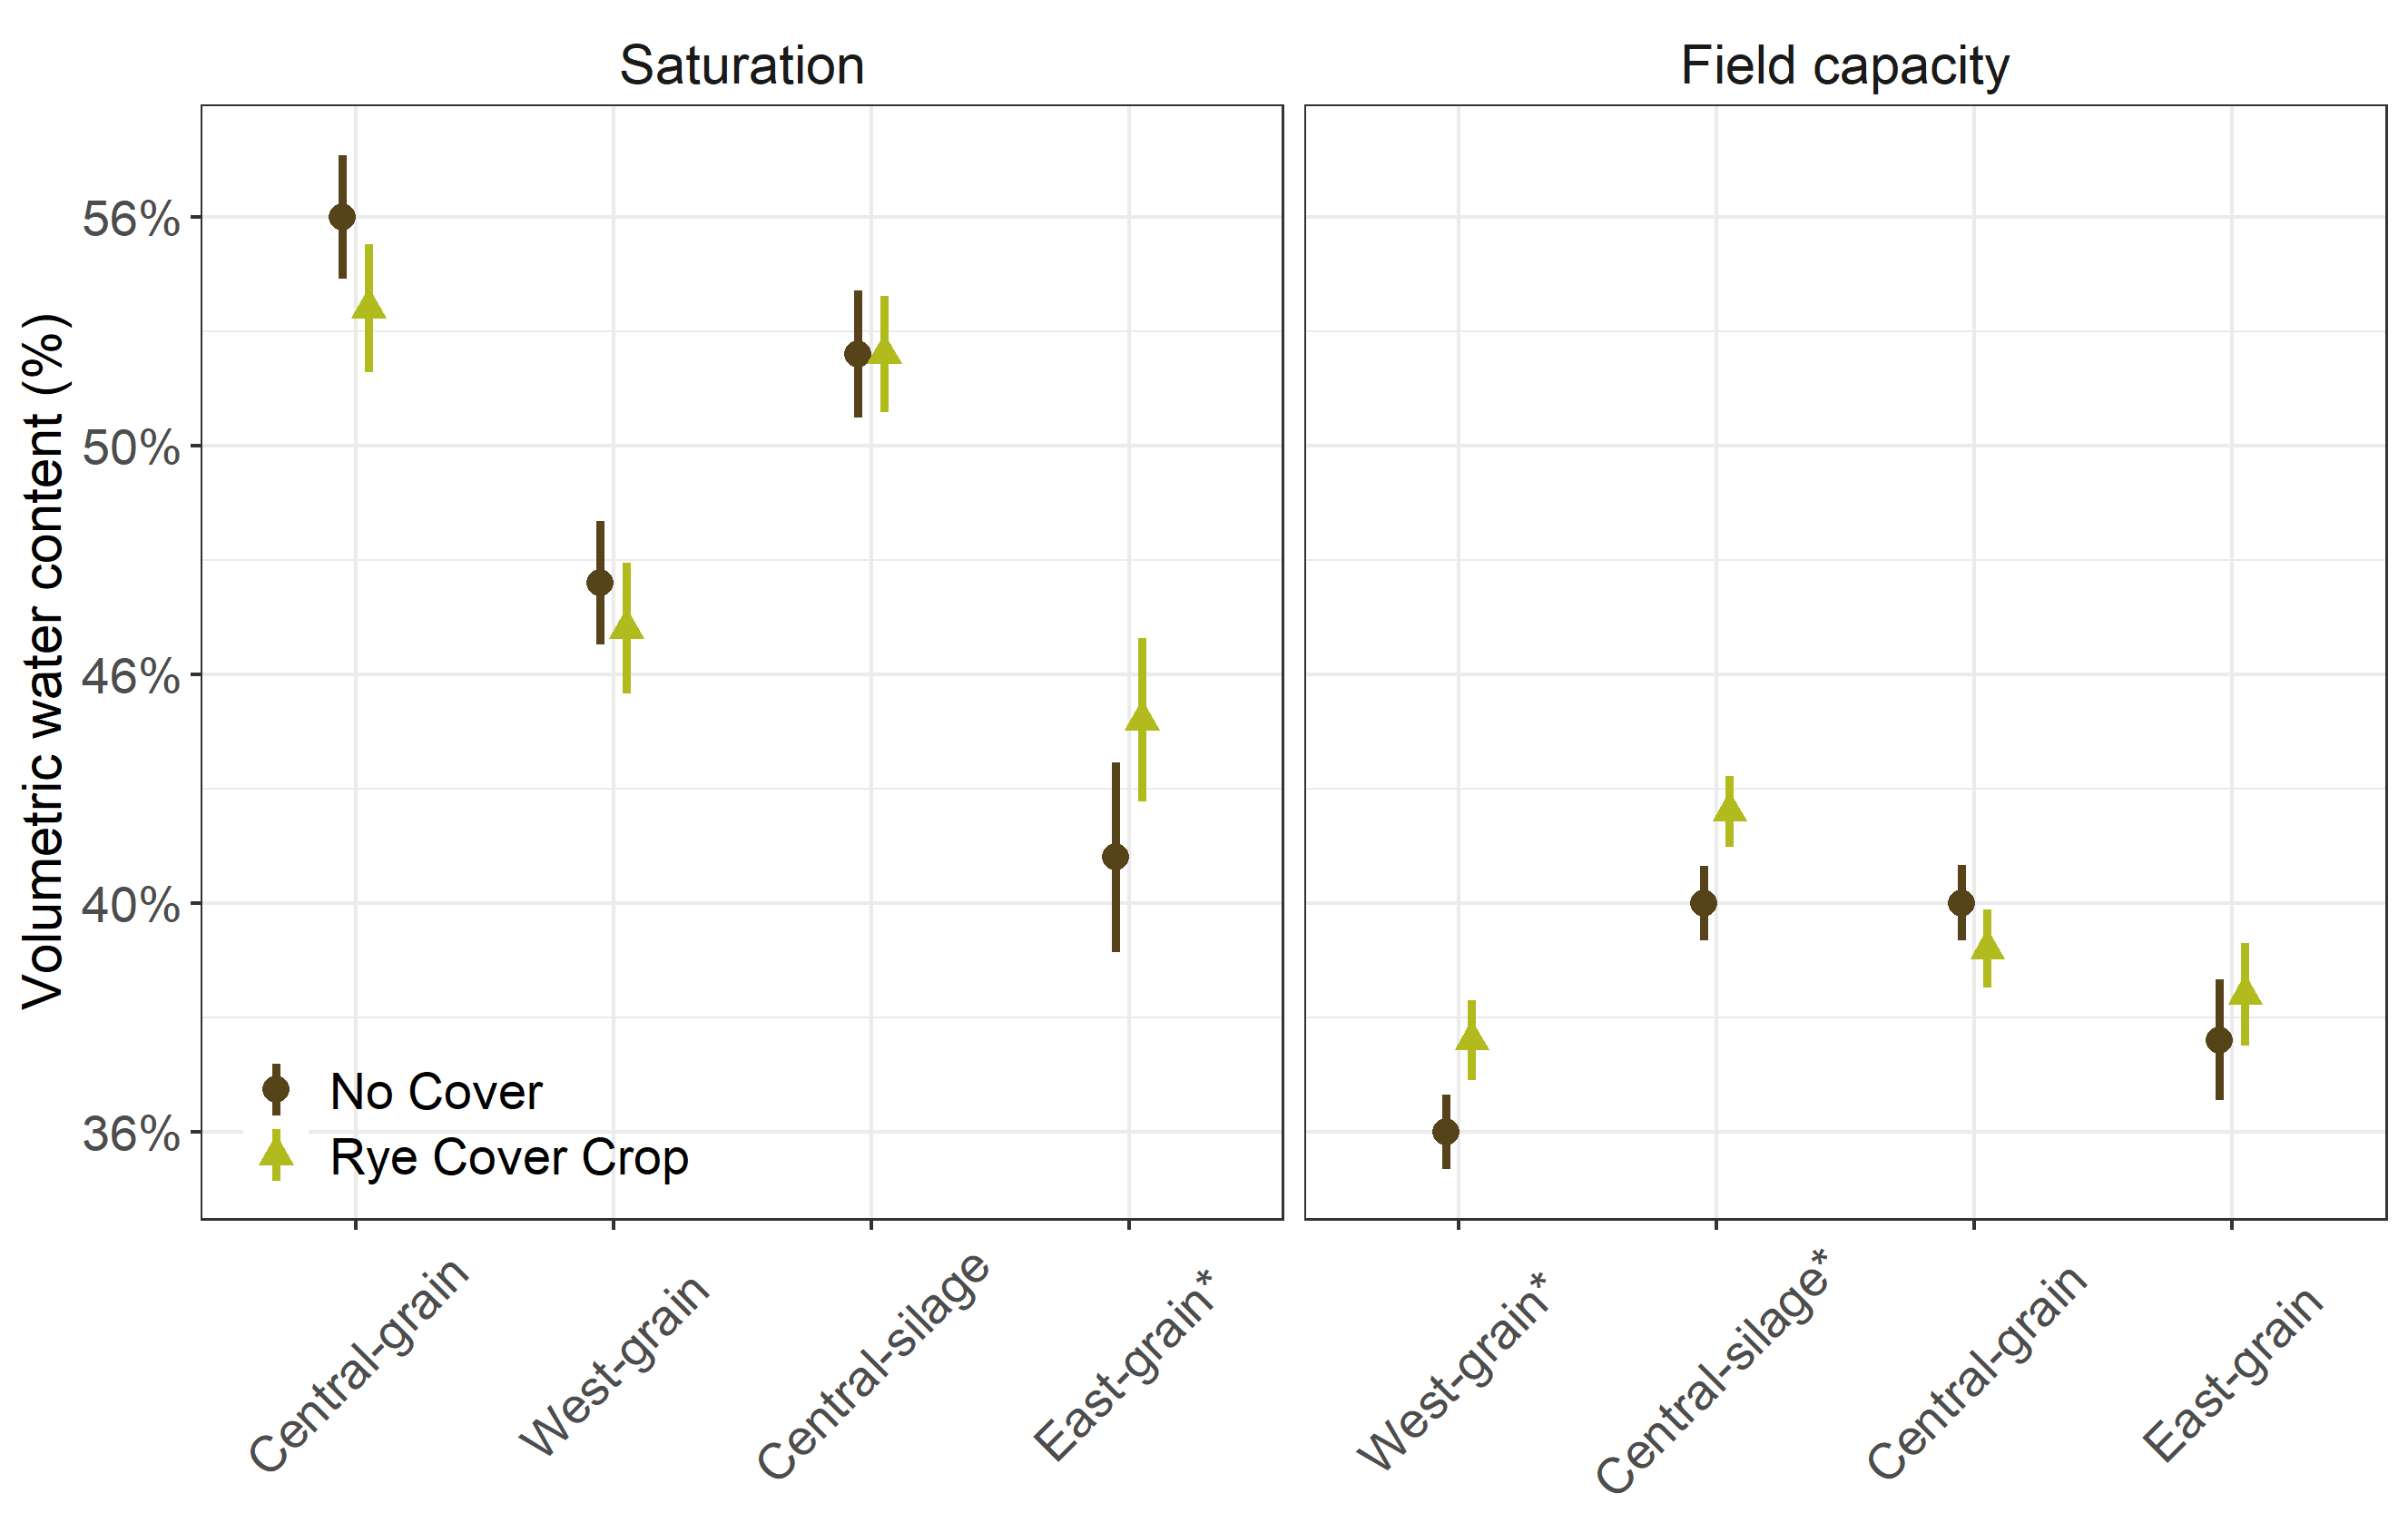 Saturation
Field capacity
Volumetric water content (%)
56%
50%
46%
40%
36%
No Cover
Rye Cover Crop
Central-grain
West-grain
Central-silage
East-grain*
West-grain*
Central-silage*
Central-grain
East-grain